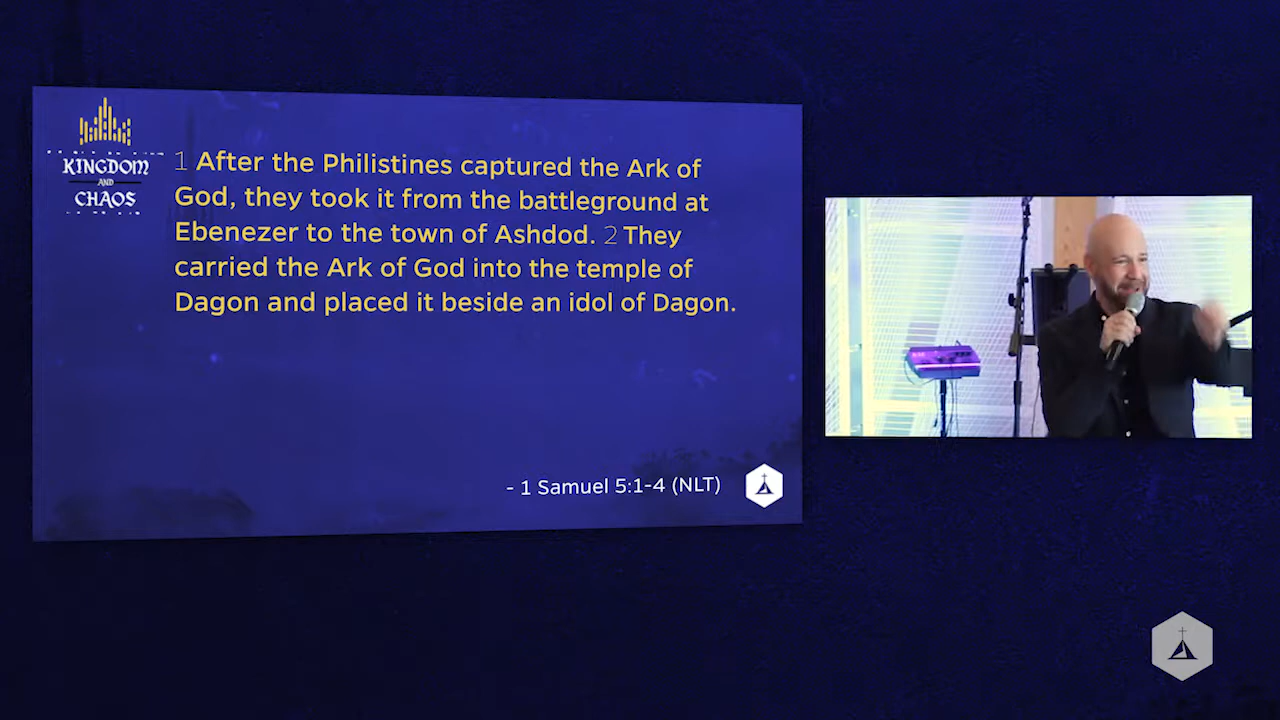 KINGDOM
AND
CHAOS
1 After the Philistines captured the Ark of
God, they took it from the battleground at
Ebenezer to the town of Ashdod. 2 They
carried the Ark of God into the temple of
Dagon and placed it beside an idol of Dagon.
- 1 Samuel 5:1-4 (NLT)